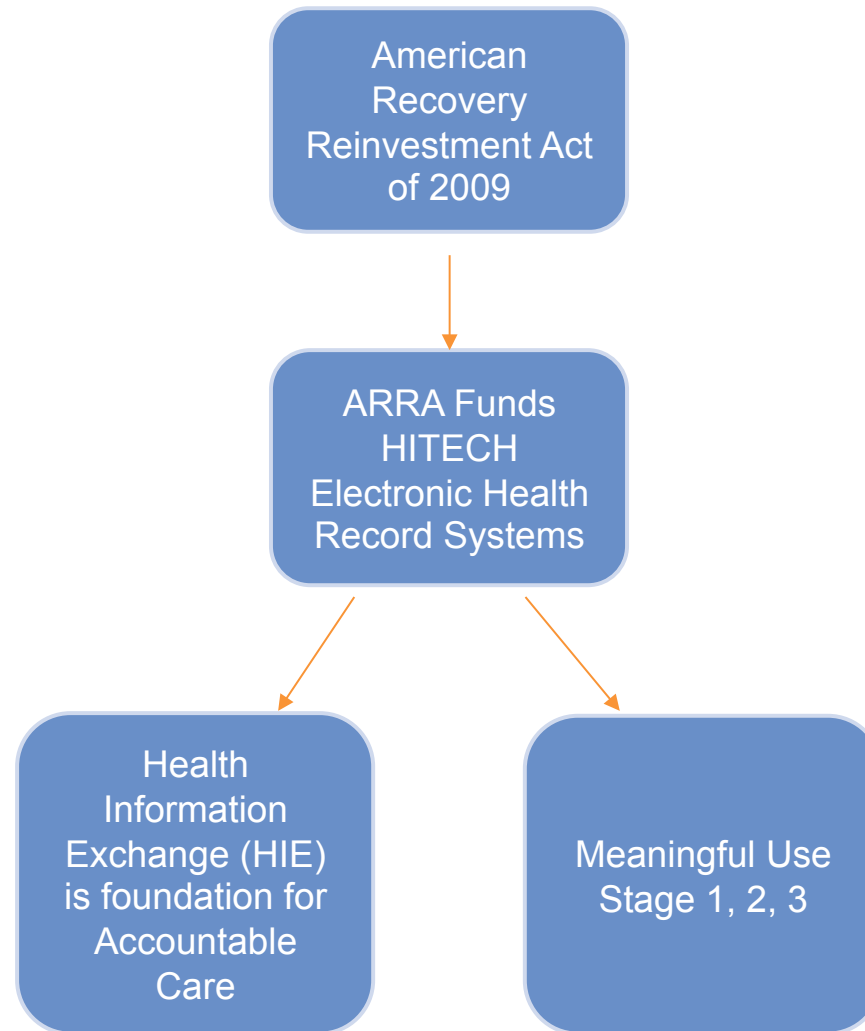 American
Recovery
Reinvestment Act
of 2009
ARRA Funds
HITECH
Electronic Health
Record Systems
Health
Information
Exchange (HIE)
is foundation for
Accountable
Care
Meaningful Use
Stage 1, 2, 3